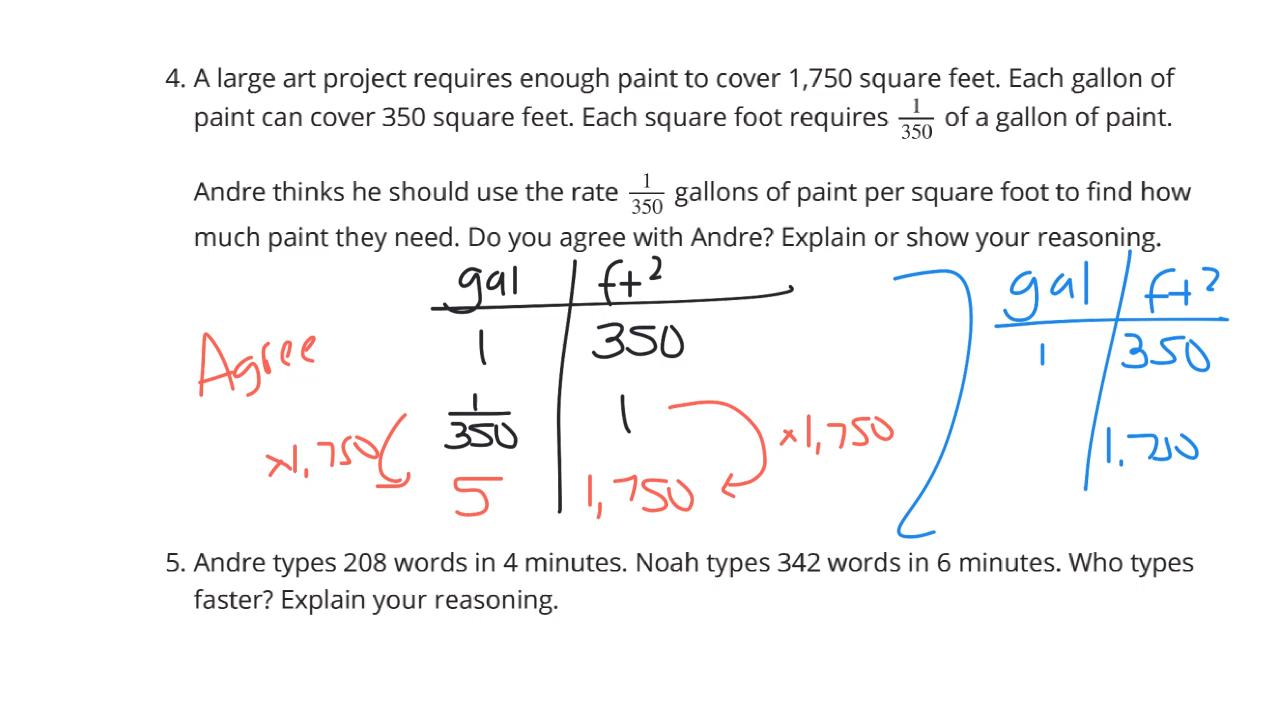 4. A large art project requires enough paint to cover 1,750 square feet. Each gallon of
paint can cover 350 square feet. Each square foot requires 1/350 of a gallon of paint.
Andre thinks he should use the rate 1/350 gallons of paint per square foot to find how
much paint they need. Do you agree with Andre? Explain or show your reasoning.
gal ft²
1 350
1/350 1
5 1,750
Agree
×1,750
×1,750
gal ft²
1 350
1,750
5. Andre types 208 words in 4 minutes. Noah types 342 words in 6 minutes. Who types
faster? Explain your reasoning.